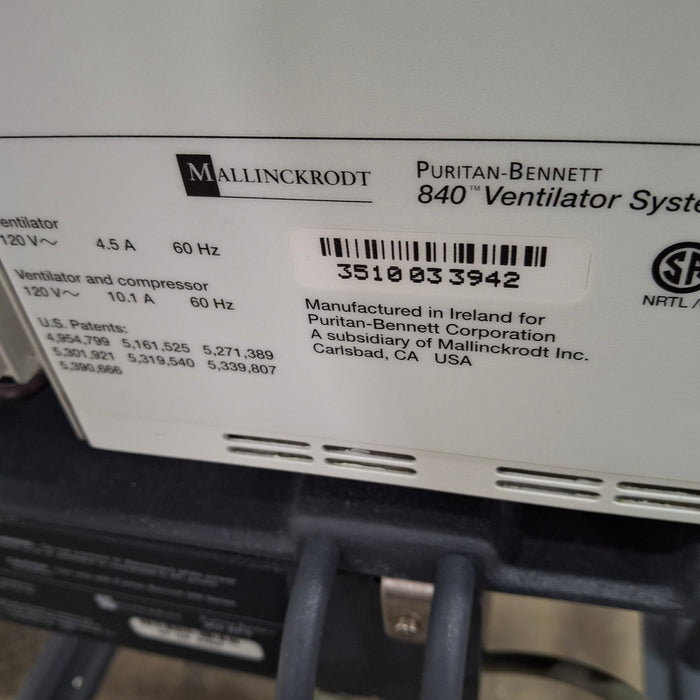 MALLINCKRODT
PURITAN-BENNETT
840™ Ventilator Syste
entilator
120 V~ 4.5 A 60 Hz
Ventilator and compressor
120 V~ 10.1 A 60 Hz
U.S. Patents:
4,954,799 5,161,525 5,271,389
5,301,921 5,319,540 5,339,807
5,390,666
3510033942
Manufactured in Ireland for
Puritan-Bennett Corporation
A subsidiary of Mallinckrodt Inc.
Carlsbad, CA USA
SA
NRTL /